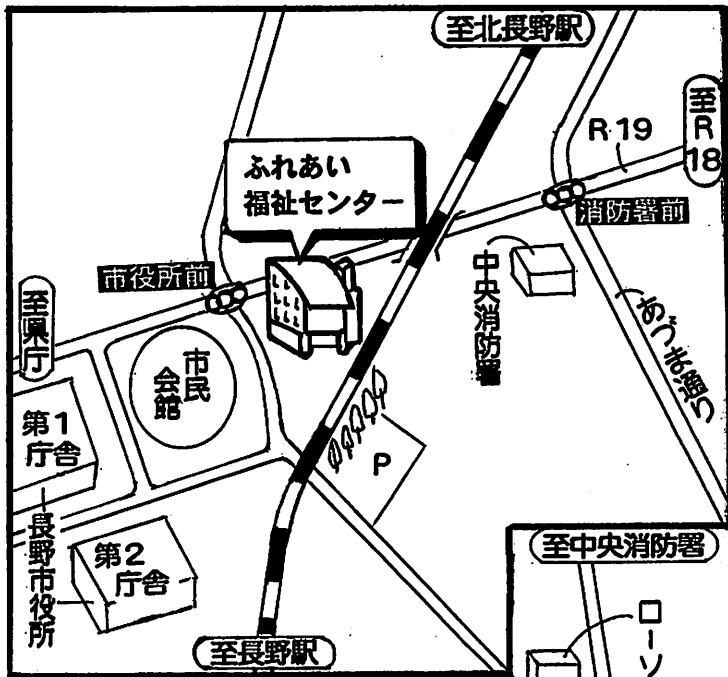 至北長野駅
至R18
R19
ふれあい
福祉センター
消防署前
市役所前
中央消防署
至県庁
あづま通り
市民
会館
第1
庁舎
P
長野市役所
第2
庁舎
至中央消防署
至長野駅
ローソ